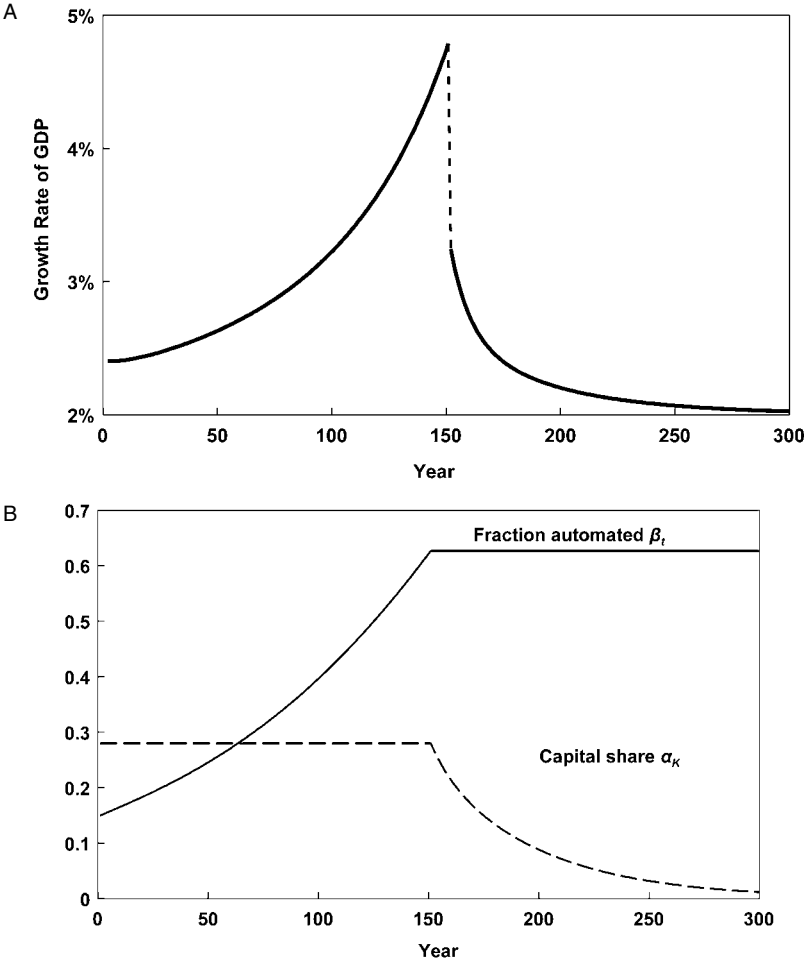 A
5%
4%
3%
2%
Growth Rate of GDP
0 50 100 150 200 250 300
Year
B
0.7
0.6
0.5
0.4
0.3
0.2
0.1
0
Fraction automated βt
Capital share αK
0 50 100 150 200 250 300
Year